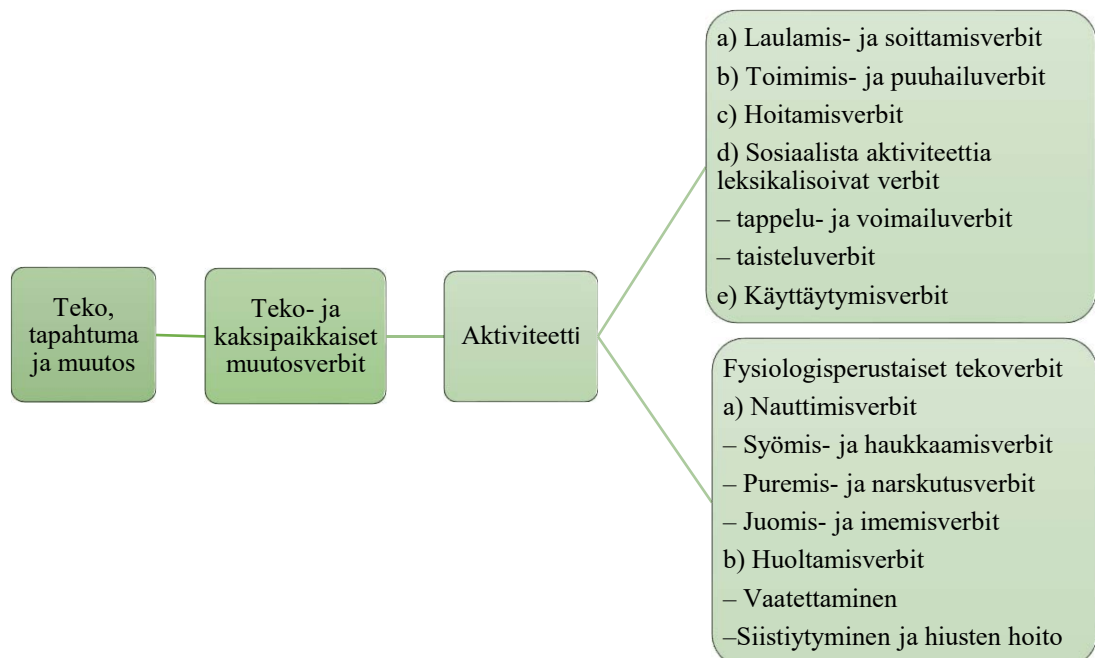 Teko,
tapahtuma
ja muutos
Teko- ja
kaksipaikkaiset
muutosverbit
Aktiviteetti
a) Laulamis- ja soittamisverbit
b) Toimimis- ja puuhailuverbit
c) Hoitamisverbit
d) Sosiaalista aktiviteettia
leksikalisoivat verbit
– tappelu- ja voimailuverbit
– taisteluverbit
e) Käyttäytymisverbit
Fysiologisperustaiset tekoverbit
a) Nauttimisverbit
– Syömis- ja haukkaamisverbit
– Puremis- ja narskutusverbit
– Juomis- ja imemisverbit
b) Huoltamisverbit
– Vaatettaminen
–Siistiytyminen ja hiusten hoito